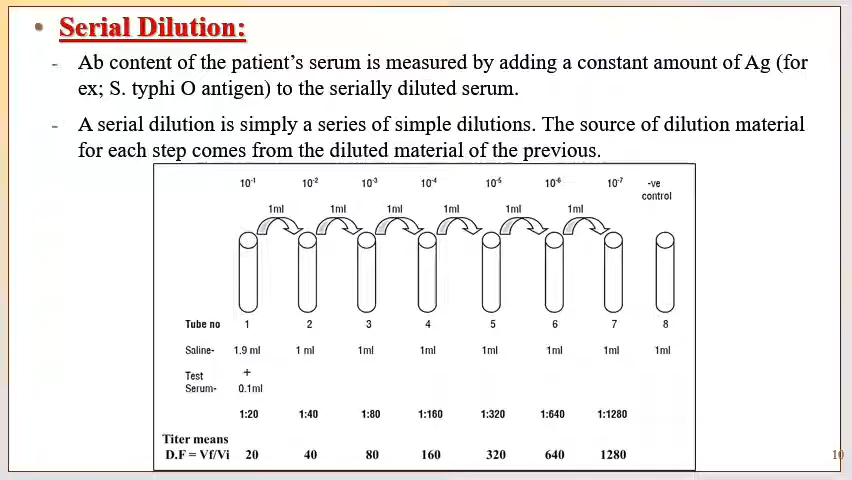 • Serial Dilution:
- Ab content of the patient's serum is measured by adding a constant amount of Ag (for
ex; S. typhi O antigen) to the serially diluted serum.
- A serial dilution is simply a series of simple dilutions. The source of dilution material
for each step comes from the diluted material of the previous.
10⁻¹ 10⁻² 10⁻³ 10⁻⁴ 10⁻⁵ 10⁻⁶ 10⁻⁷ -ve
control
1ml 1ml 1ml 1ml 1ml 1ml
Tube no 1 2 3 4 5 6 7 8
Saline- 1.9 ml 1 ml 1ml 1ml 1ml 1ml 1ml 1ml
Test +
Serum- 0.1ml
1:20 1:40 1:80 1:160 1:320 1:640 1:1280
Titer means
D.F = Vf/Vi 20 40 80 160 320 640 1280
10